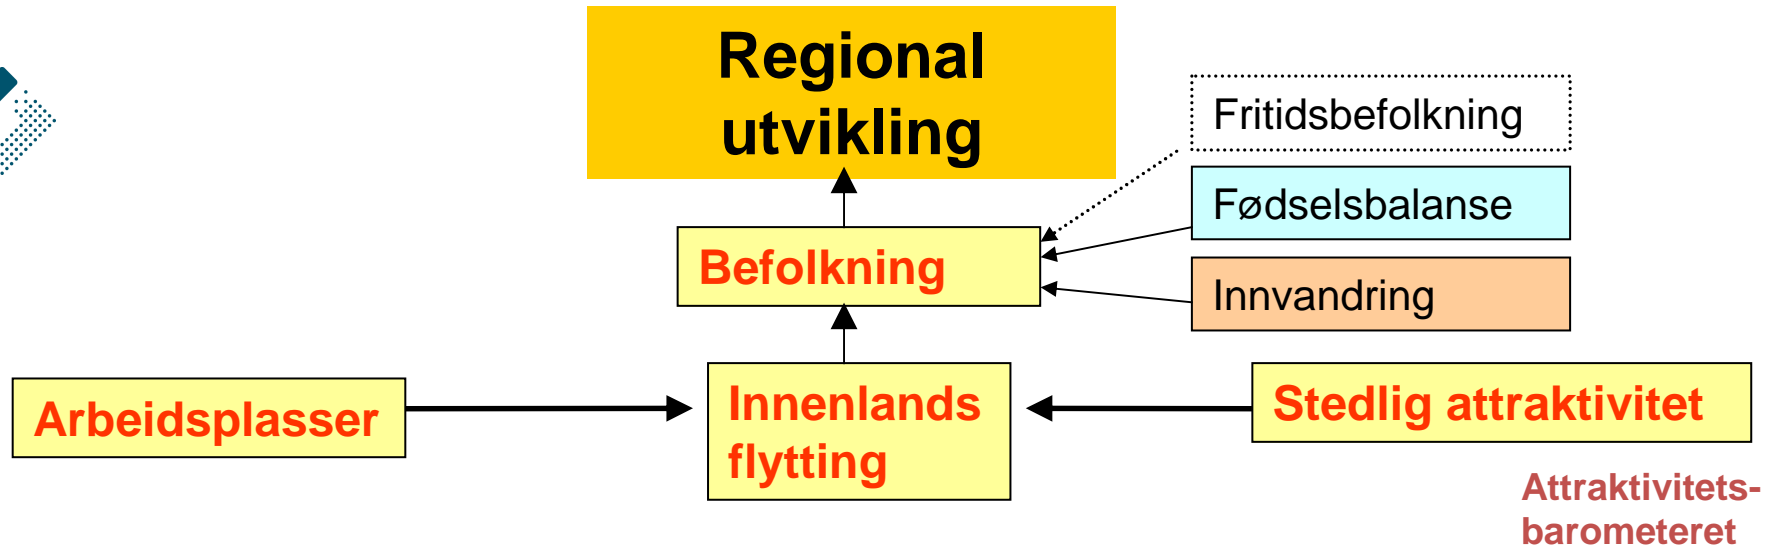 Regional
utvikling
Fritidsbefolkning
Fødselsbalanse
Befolkning
Innvandring
Arbeidsplasser
Innenlands
flytting
Stedlig attraktivitet
Attraktivitets-
barometeret